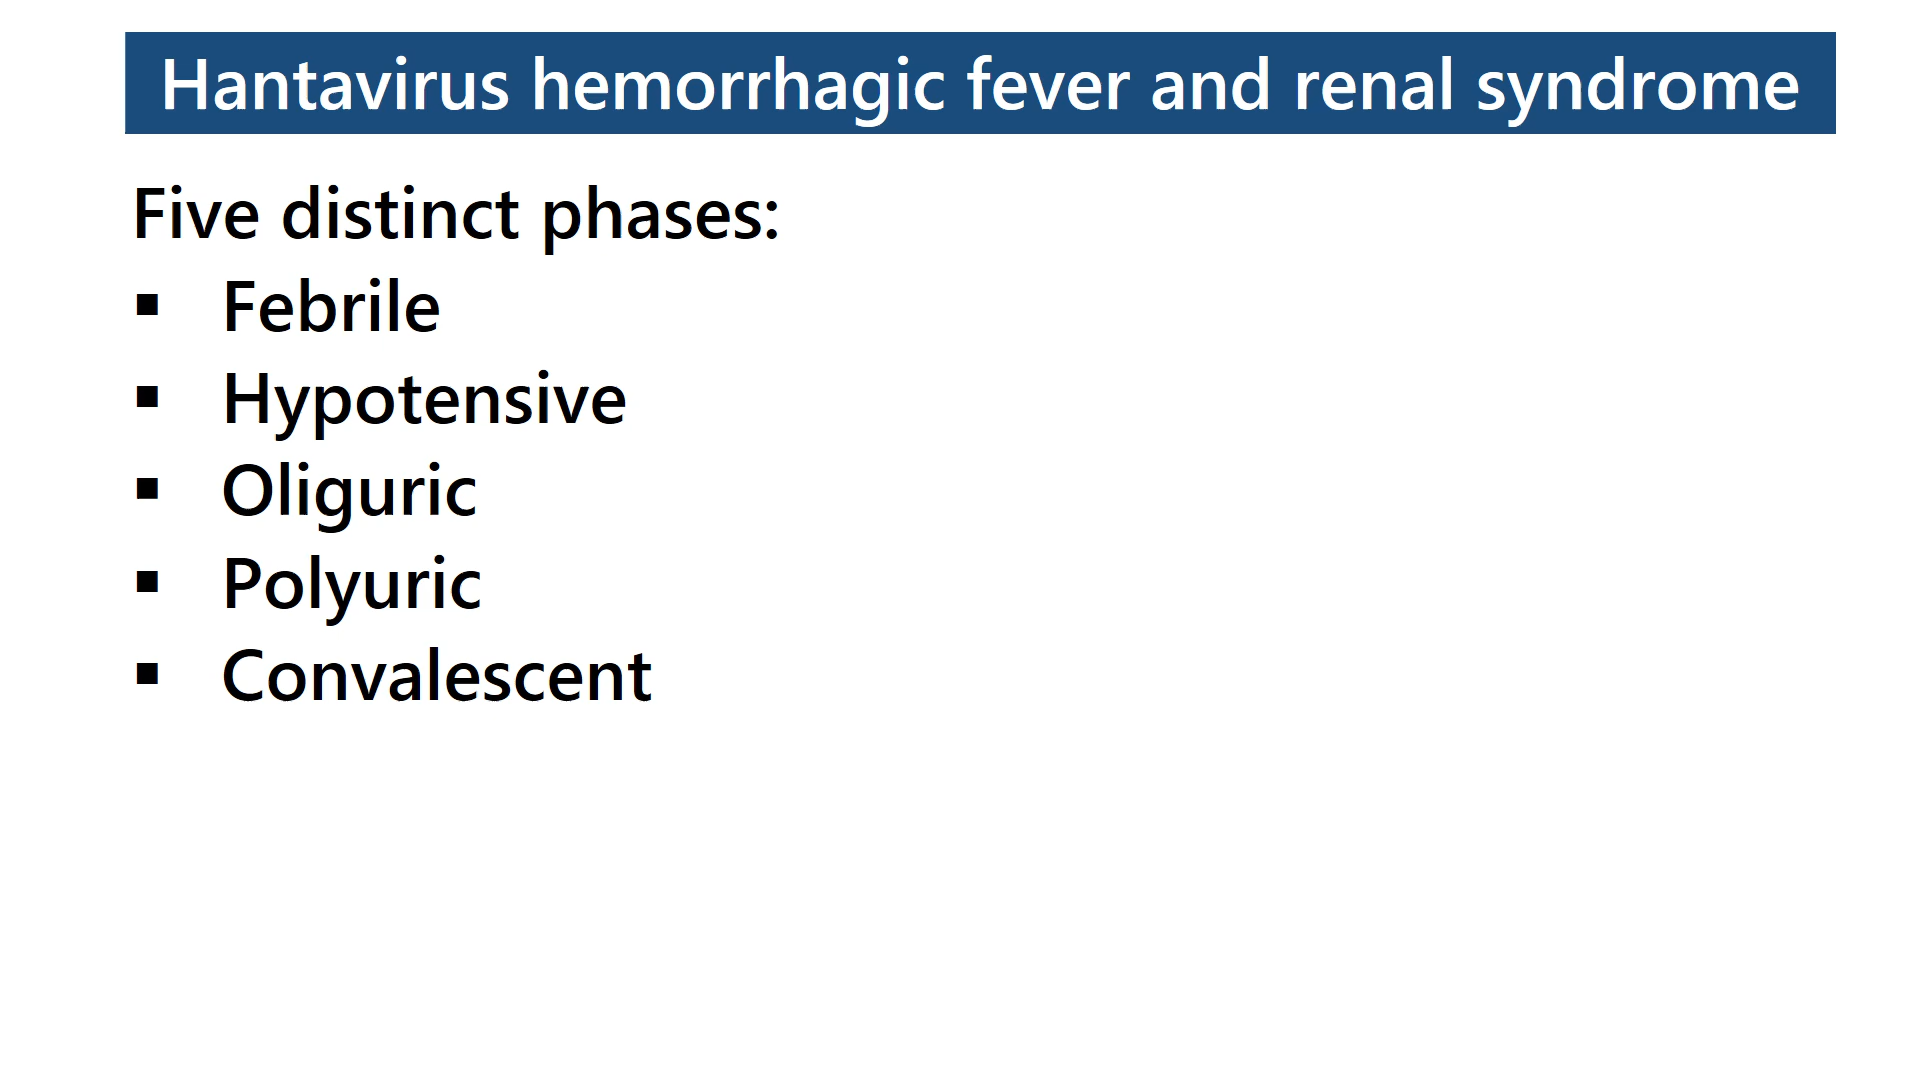 Hantavirus hemorrhagic fever and renal syndrome
Five distinct phases:
▪ Febrile
▪ Hypotensive
▪ Oliguric
▪ Polyuric
▪ Convalescent